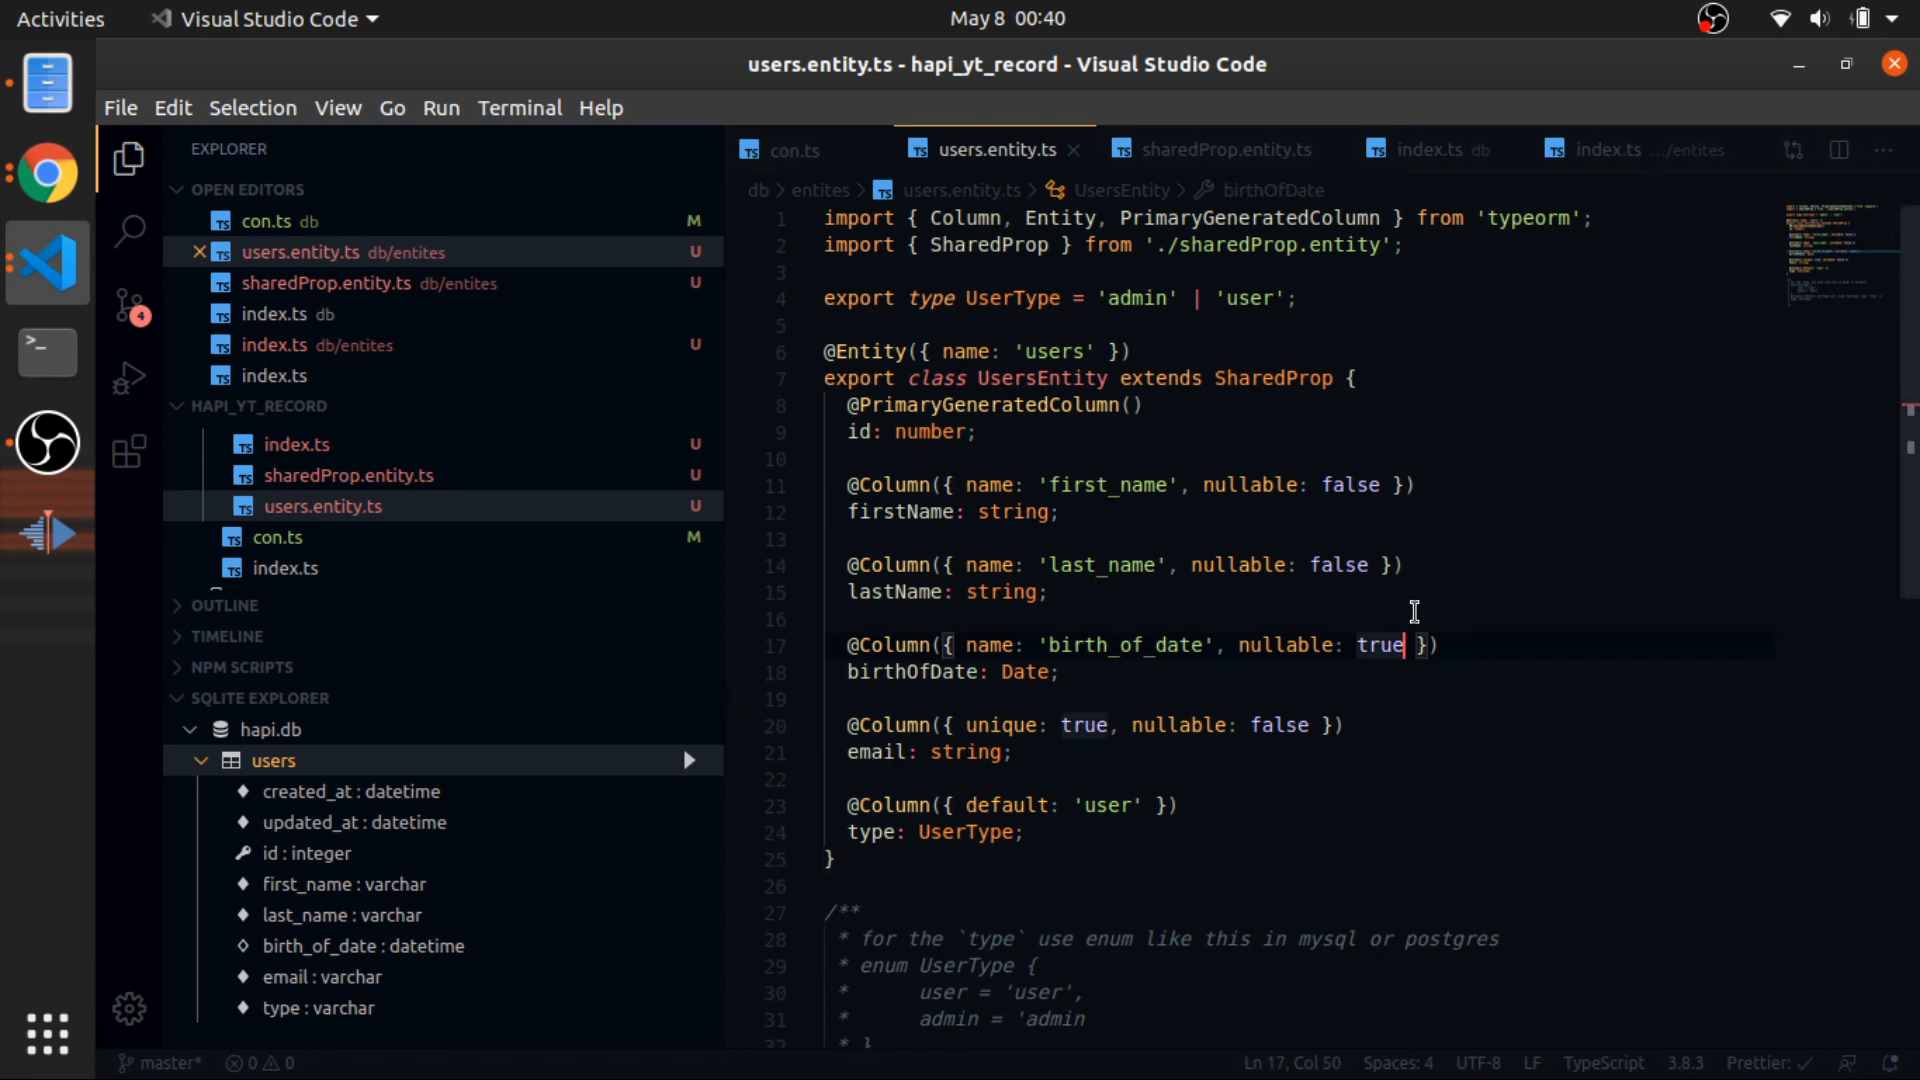 Activities
Visual Studio Code
May 8 00:40
users.entity.ts - hapi_yt_record - Visual Studio Code
File Edit Selection View Go Run Terminal Help
EXPLORER
OPEN EDITORS
con.ts db M
users.entity.ts db/entites U
sharedProp.entity.ts db/entites U
index.ts db
index.ts db/entites U
index.ts
HAPI_YT_RECORD
index.ts U
sharedProp.entity.ts U
users.entity.ts U
con.ts M
index.ts
OUTLINE
TIMELINE
NPM SCRIPTS
SQLITE EXPLORER
hapi.db
users
created_at : datetime
updated_at : datetime
id : integer
first_name : varchar
last_name : varchar
birth_of_date : datetime
email : varchar
type : varchar
4
con.ts users.entity.ts sharedProp.entity.ts index.ts db index.ts .../entites
db > entites > users.entity.ts > UsersEntity > birthOfDate
1 import { Column, Entity, PrimaryGeneratedColumn } from 'typeorm';
2 import { SharedProp } from './sharedProp.entity';
3
4 export type UserType = 'admin' | 'user';
5
6 @Entity({ name: 'users' })
7 export class UsersEntity extends SharedProp {
8 @PrimaryGeneratedColumn()
9 id: number;
10
11 @Column({ name: 'first_name', nullable: false })
12 firstName: string;
13
14 @Column({ name: 'last_name', nullable: false })
15 lastName: string;
16
17 @Column({ name: 'birth_of_date', nullable: true })
18 birthOfDate: Date;
19
20 @Column({ unique: true, nullable: false })
21 email: string;
22
23 @Column({ default: 'user' })
24 type: UserType;
25 }
26
27 /**
28 * for the `type` use enum like this in mysql or postgres
29 * enum UserType {
30 * user = 'user',
31 * admin = 'admin
32 * }
master* 0 0
Ln 17, Col 50 Spaces: 4 UTF-8 LF TypeScript 3.8.3 Prettier: ✓